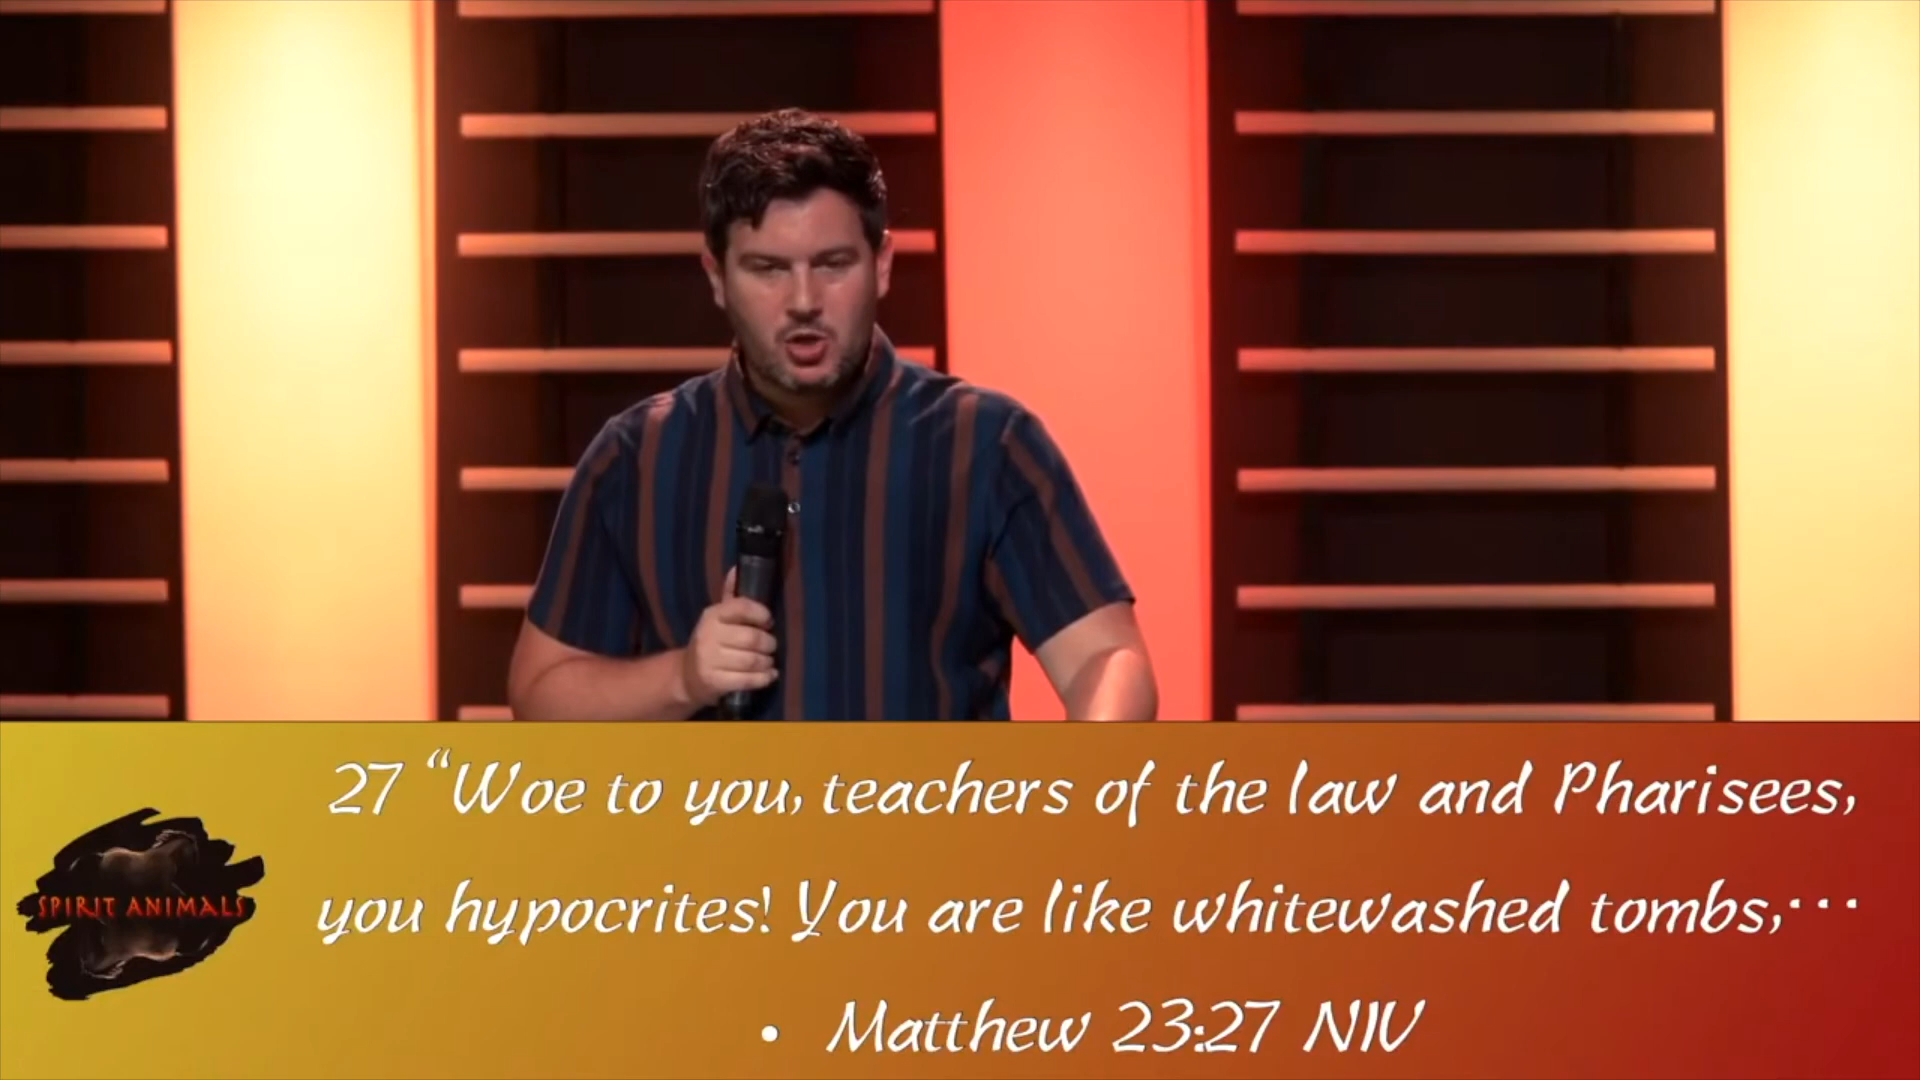 27 “Woe to you, teachers of the law and Pharisees,
you hypocrites! You are like whitewashed tombs,...
• Matthew 23:27 NIV
SPIRIT ANIMALS